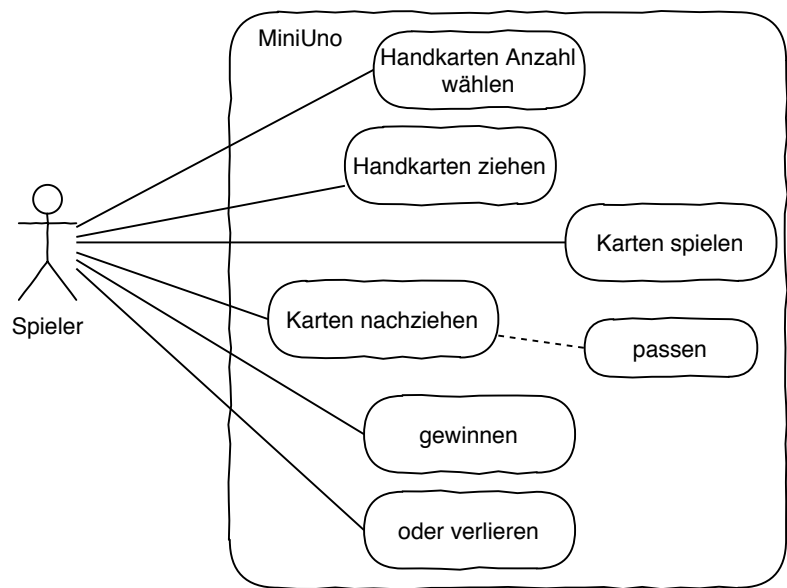 MiniUno
Handkarten Anzahl
wählen
Handkarten ziehen
Karten spielen
Spieler
Karten nachziehen
passen
gewinnen
oder verlieren